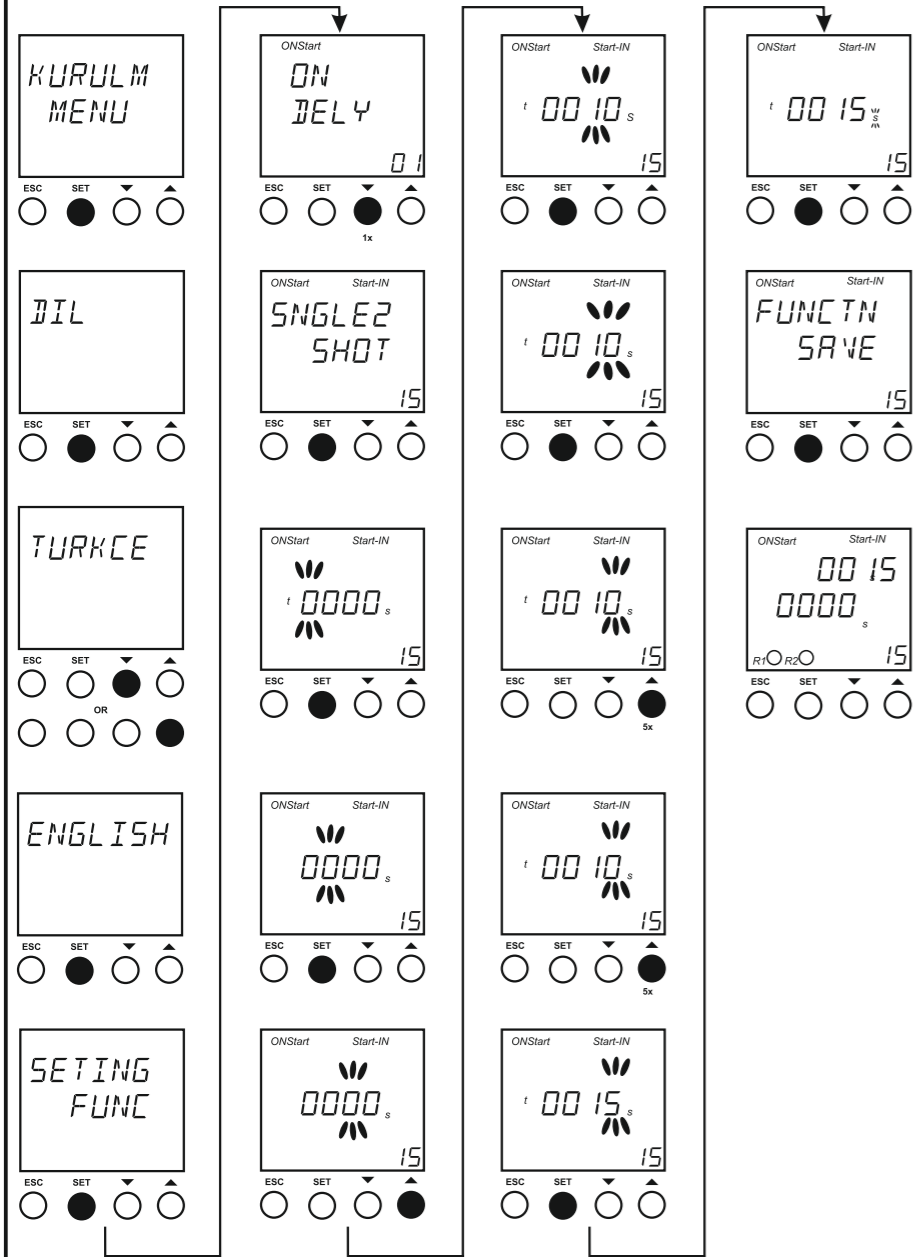 KURULM
MENU
ESC SET ▼ ▲
DIL
ESC SET ▼ ▲
TURKCE
ESC SET ▼ ▲
OR
ENGLISH
ESC SET ▼ ▲
SETING
FUNC
ESC SET ▼ ▲
ONStart
ON
DELY
01
ESC SET ▼ ▲
1x
ONStart Start-IN
SNGLE2
SHOT
15
ESC SET ▼ ▲
ONStart Start-IN
t 0000 s
15
ESC SET ▼ ▲
ONStart Start-IN
0000 s
15
ESC SET ▼ ▲
ONStart Start-IN
0000 s
15
ESC SET ▼ ▲
ONStart Start-IN
t 0010 s
15
ESC SET ▼ ▲
ONStart Start-IN
t 0010 s
15
ESC SET ▼ ▲
ONStart Start-IN
t 0010 s
15
ESC SET ▼ ▲
5x
ONStart Start-IN
t 0010 s
15
ESC SET ▼ ▲
5x
ONStart Start-IN
t 0015 s
15
ESC SET ▼ ▲
ONStart Start-IN
t 0015 s
15
ESC SET ▼ ▲
ONStart Start-IN
FUNCTN
SAVE
15
ESC SET ▼ ▲
ONStart Start-IN
0015
0000 s
R1 R2 15
ESC SET ▼ ▲